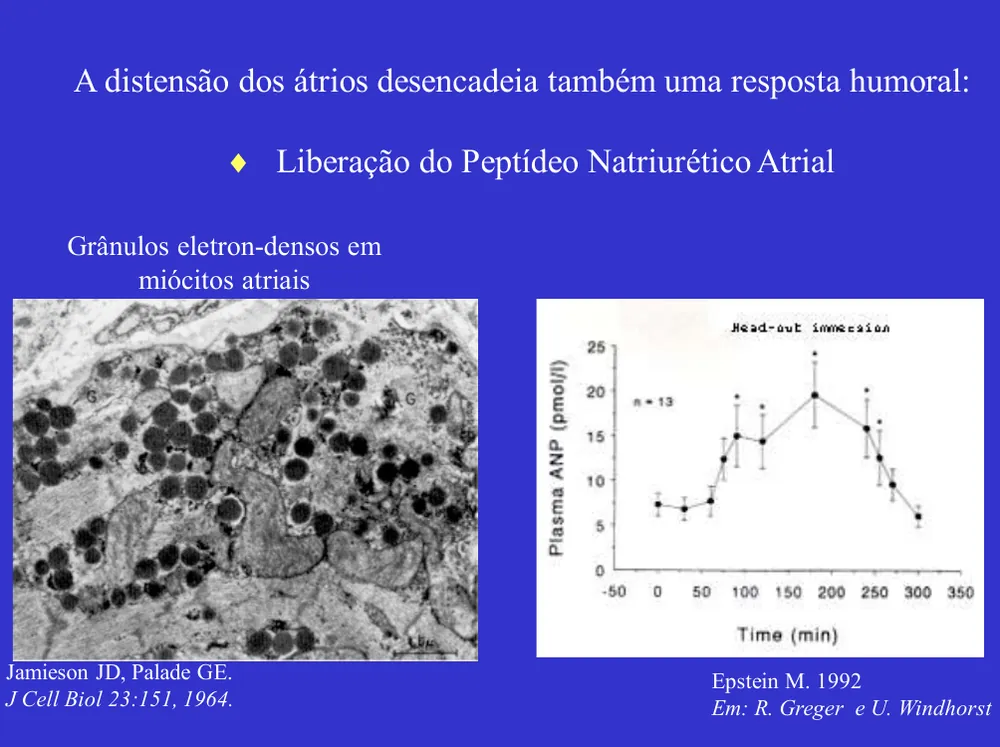 A distensão dos átrios desencadeia também uma resposta humoral:
♦ Liberação do Peptídeo Natriurético Atrial
Grânulos eletron-densos em
miócitos atriais
G
G
1μ
Jamieson JD, Palade GE.
J Cell Biol 23:151, 1964.
Head-out immersion
n = 13
Plasma ANP (pmol/l)
25
20
15
10
5
0
-50 0 50 100 150 200 250 300 350
Time (min)
Epstein M. 1992
Em: R. Greger e U. Windhorst